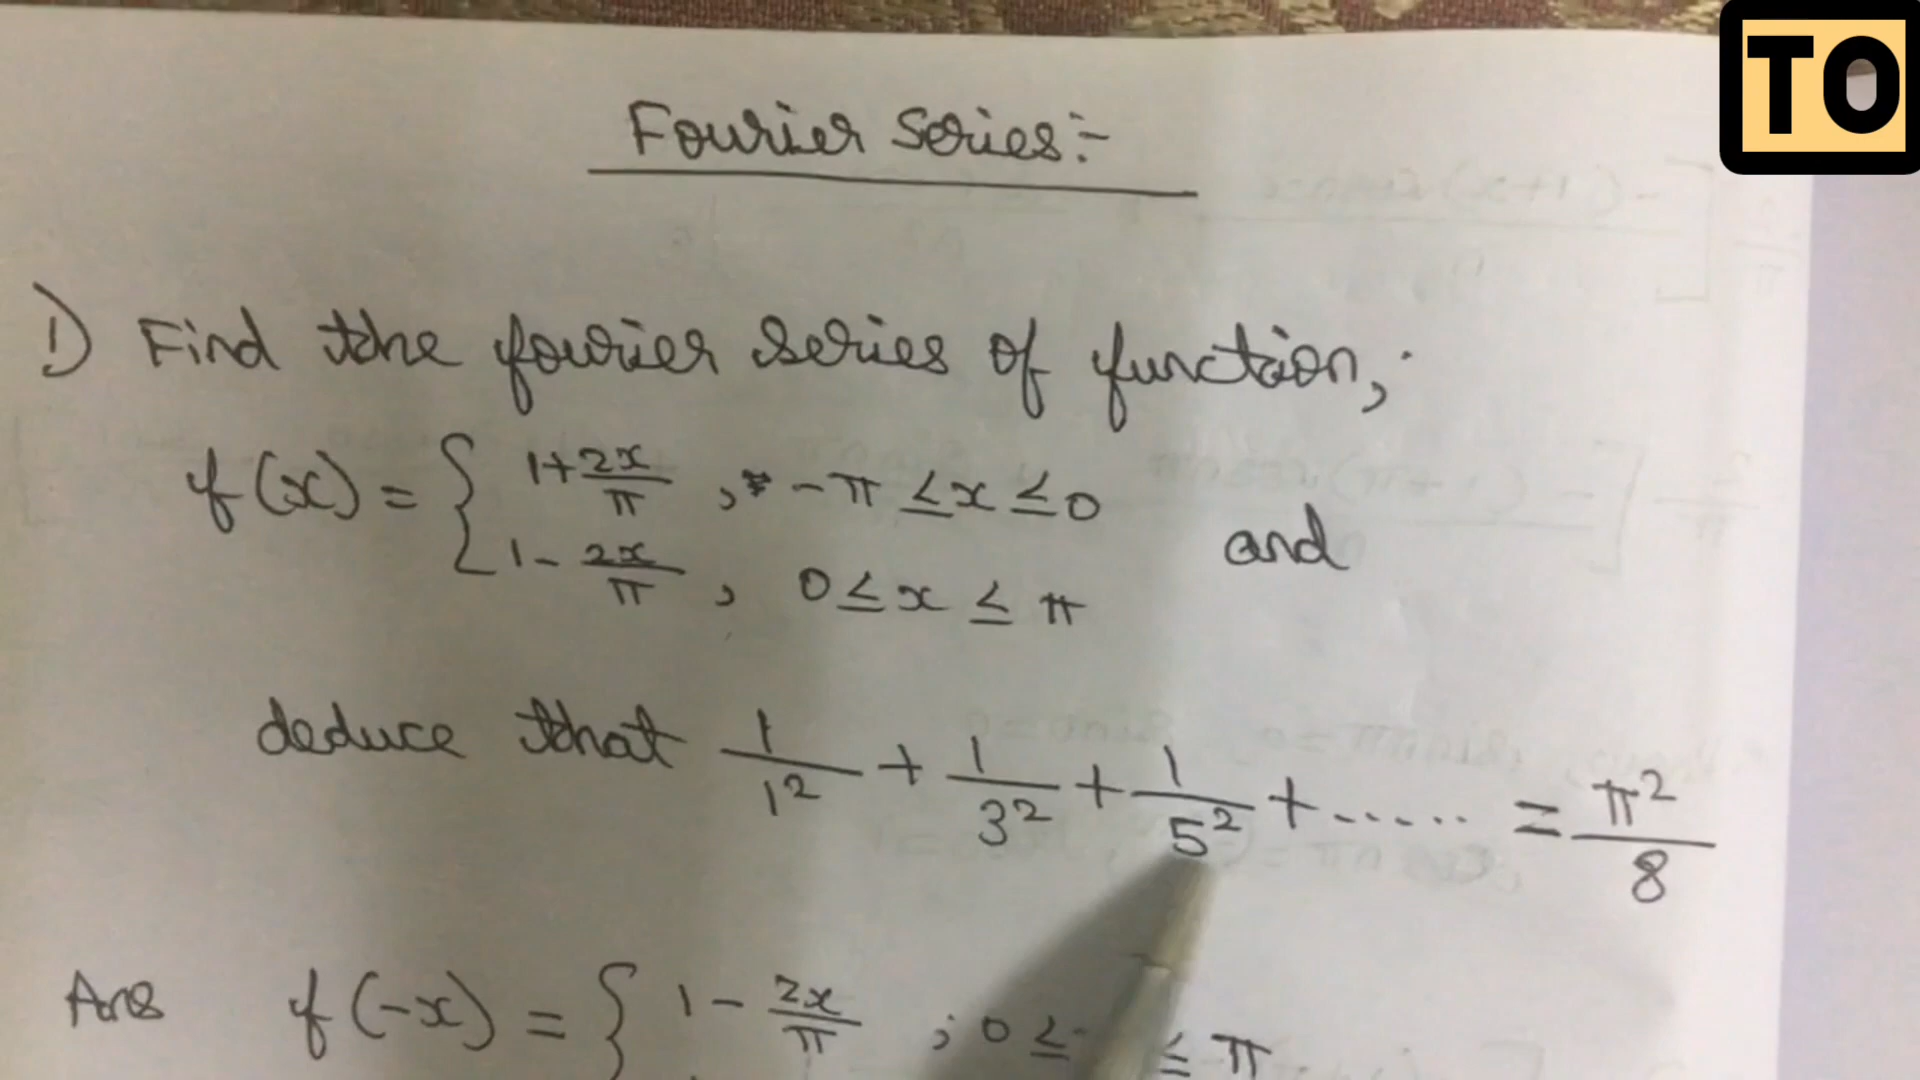 TO
Fourier Series:-
1) Find the fourier series of function,
f(x) = { 1+2x/π , -π ≤ x ≤ 0
1 - 2x/π , 0 ≤ x ≤ π and
deduce that 1/1² + 1/3² + 1/5² + ...... = π²/8
Ans f(-x) = { 1 - 2x/π ; 0 ≤ ≤ π